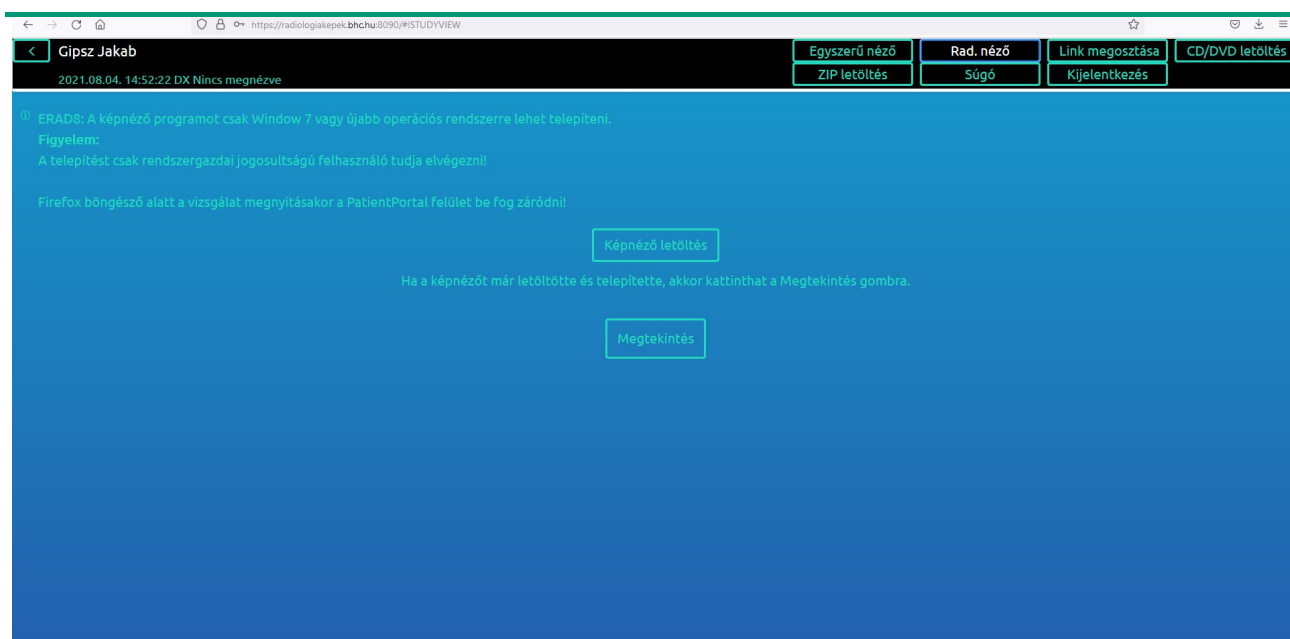 https://radiologiakepek.bhc.hu:8090/#ISTUDYVIEW
Gipsz Jakab
Egyszerű néző
Rad. néző
Link megosztása
CD/DVD letöltés
2021.08.04. 14:52:22 DX Nincs megnézve
ZIP letöltés
Súgó
Kijelentkezés
ERAD8: A képnéző programot csak Window 7 vagy újabb operációs rendszerre lehet telepíteni.
Figyelem:
A telepítést csak rendszergazdai jogosultságú felhasználó tudja elvégezni!
Firefox böngésző alatt a vizsgálat megnyitásakor a PatientPortal felület be fog záródni!
Képnéző letöltés
Ha a képnézőt már letöltötte és telepítette, akkor kattinthat a Megtekintés gombra.
Megtekintés